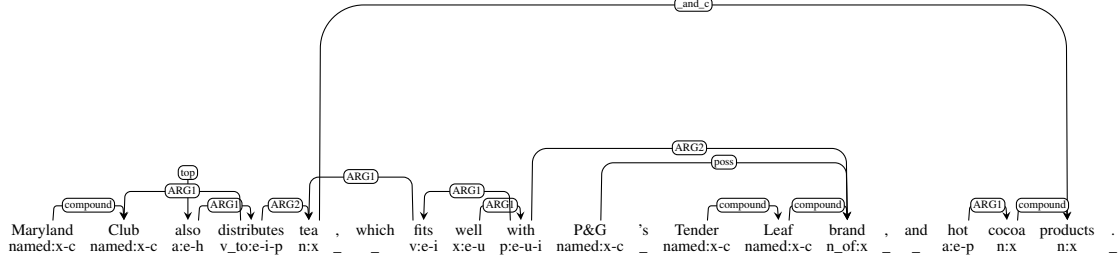 _and_c
top
ARG1
ARG2
poss
compound
ARG1
ARG2
ARG1
ARG1
ARG1
compound
compound
ARG1
compound
Maryland Club also distributes tea , which fits well with P&G 's Tender Leaf brand , and hot cocoa products .
named:x-c named:x-c a:e-h v_to:e-i-p n:x _ _ v:e-i x:e-u p:e-u-i named:x-c _ named:x-c named:x-c n_of:x _ _ a:e-p n:x n:x _